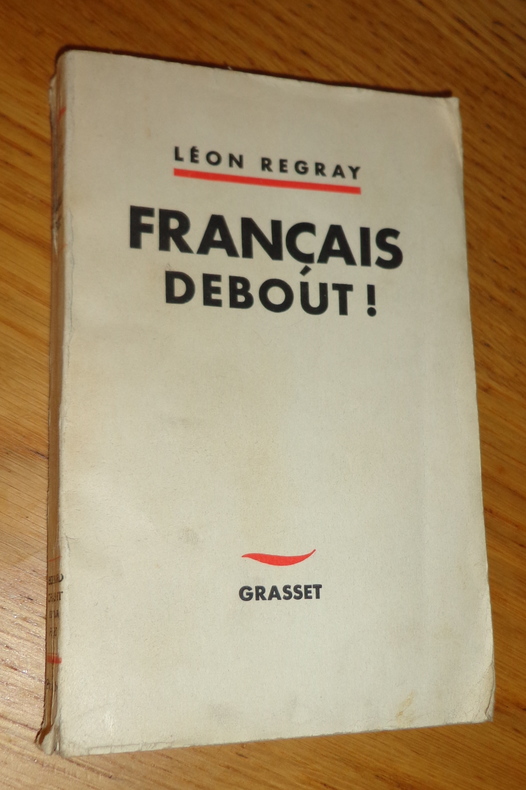 LÉON REGRAY
FRANÇAIS
DEBOUT !
GRASSET